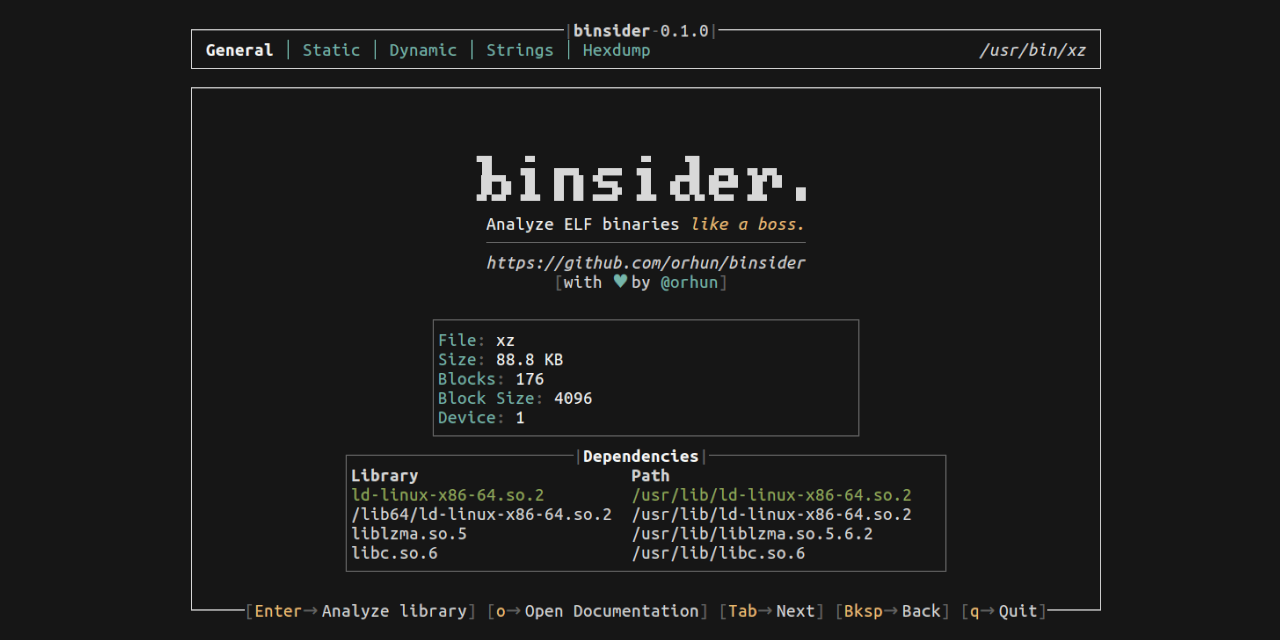 |binsider-0.1.0|
General │ Static │ Dynamic │ Strings │ Hexdump /usr/bin/xz
binsider.
Analyze ELF binaries like a boss.
https://github.com/orhun/binsider
[with ♥ by @orhun]
File: xz
Size: 88.8 KB
Blocks: 176
Block Size: 4096
Device: 1
|Dependencies|
Library Path
ld-linux-x86-64.so.2 /usr/lib/ld-linux-x86-64.so.2
/lib64/ld-linux-x86-64.so.2 /usr/lib/ld-linux-x86-64.so.2
liblzma.so.5 /usr/lib/liblzma.so.5.6.2
libc.so.6 /usr/lib/libc.so.6
[Enter→Analyze library] [o→Open Documentation] [Tab→Next] [Bksp→Back] [q→Quit]